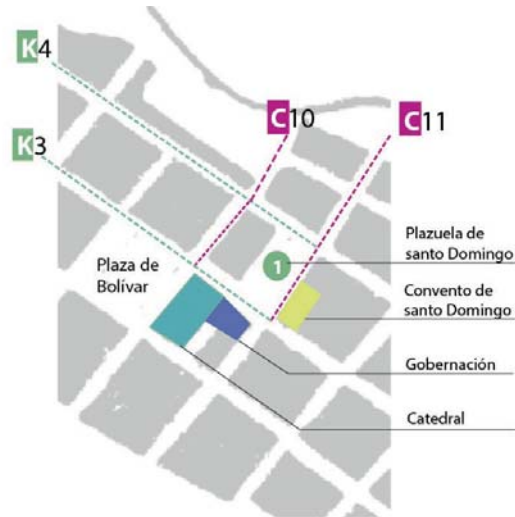 K4
C10
C11
K3
Plazuela de
santo Domingo
1
Plaza de
Bolívar
Convento de
santo Domingo
Gobernación
Catedral